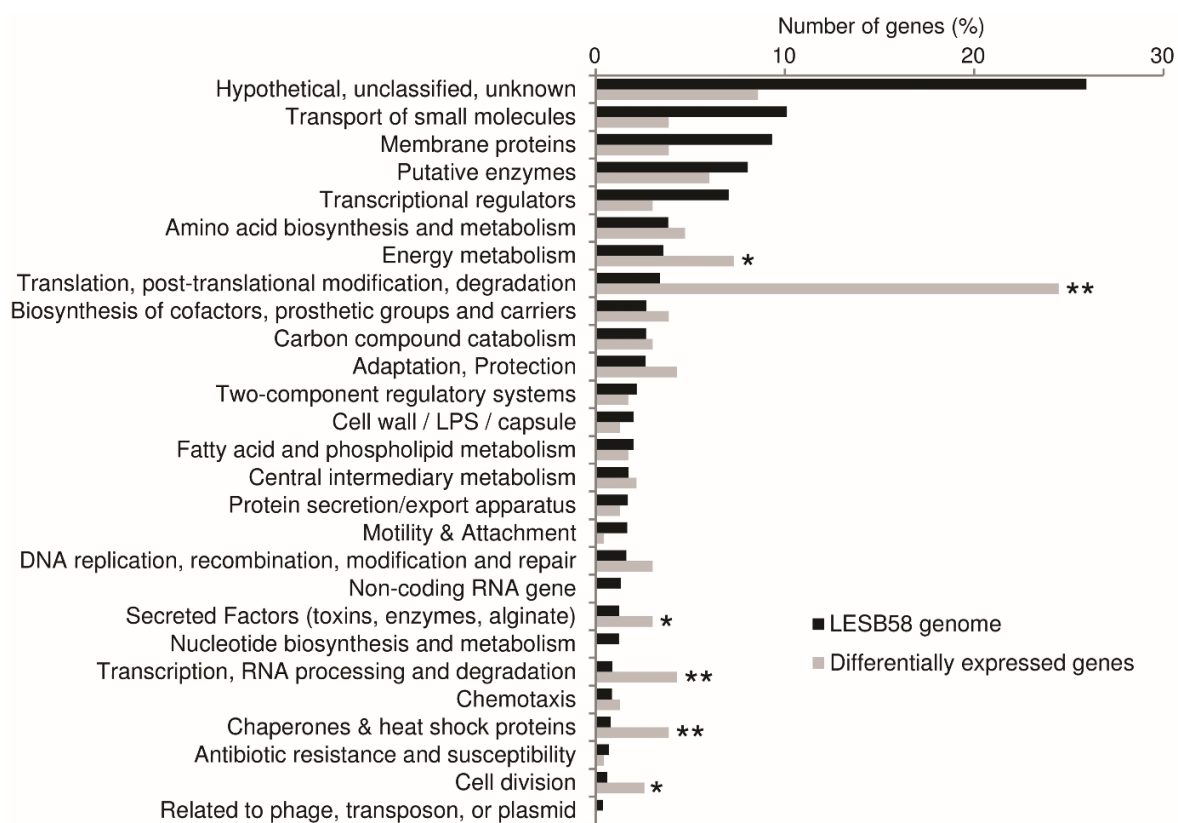 Number of genes (%)
0 10 20 30
Hypothetical, unclassified, unknown
Transport of small molecules
Membrane proteins
Putative enzymes
Transcriptional regulators
Amino acid biosynthesis and metabolism
Energy metabolism *
Translation, post-translational modification, degradation **
Biosynthesis of cofactors, prosthetic groups and carriers
Carbon compound catabolism
Adaptation, Protection
Two-component regulatory systems
Cell wall / LPS / capsule
Fatty acid and phospholipid metabolism
Central intermediary metabolism
Protein secretion/export apparatus
Motility & Attachment
DNA replication, recombination, modification and repair
Non-coding RNA gene
Secreted Factors (toxins, enzymes, alginate) *
Nucleotide biosynthesis and metabolism
Transcription, RNA processing and degradation **
Chemotaxis
Chaperones & heat shock proteins **
Antibiotic resistance and susceptibility
Cell division *
Related to phage, transposon, or plasmid
LESB58 genome
Differentially expressed genes